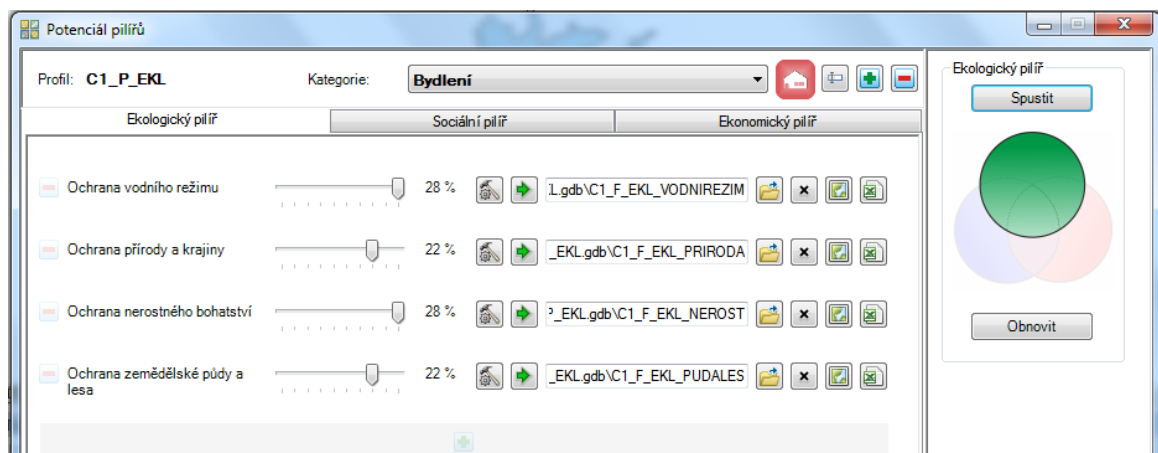 Potenciál pilířů
Profil: C1_P_EKL Kategorie: Bydlení
Ekologický pilíř Sociální pilíř Ekonomický pilíř
Ochrana vodního režimu 28 % .gdb\C1_F_EKL_VODNIREZIM
Ochrana přírody a krajiny 22 % _EKL.gdb\C1_F_EKL_PRIRODA
Ochrana nerostného bohatství 28 % _EKL.gdb\C1_F_EKL_NEROST
Ochrana zemědělské půdy a
lesa 22 % _EKL.gdb\C1_F_EKL_PUDALES
Ekologický pilíř
Spustit
Obnovit